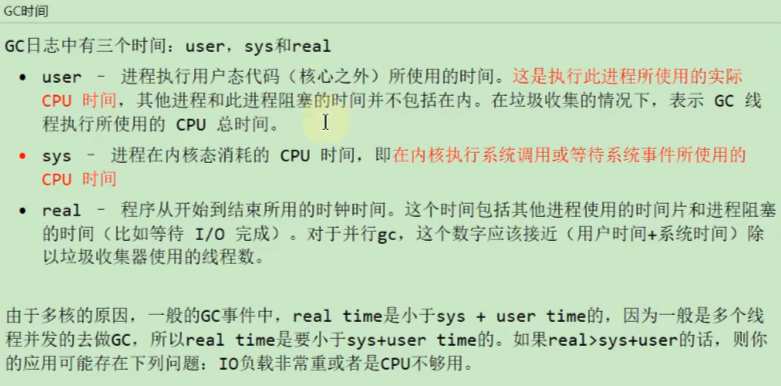 GC时间
GC日志中有三个时间：user，sys和real
• user – 进程执行用户态代码（核心之外）所使用的时间。这是执行此进程所使用的实际
CPU 时间，其他进程和此进程阻塞的时间并不包括在内。在垃圾收集的情况下，表示 GC 线
程执行所使用的 CPU 总时间。
• sys – 进程在内核态消耗的 CPU 时间，即在内核执行系统调用或等待系统事件所使用的
CPU 时间
• real – 程序从开始到结束所用的时钟时间。这个时间包括其他进程使用的时间片和进程阻塞
的时间（比如等待 I/O 完成）。对于并行gc，这个数字应该接近（用户时间+系统时间）除
以垃圾收集器使用的线程数。
由于多核的原因，一般的GC事件中，real time是小于sys + user time的，因为一般是多个线
程并发的去做GC，所以real time是要小于sys+user time的。如果real>sys+user的话，则你
的应用可能存在下列问题：IO负载非常重或者是CPU不够用。